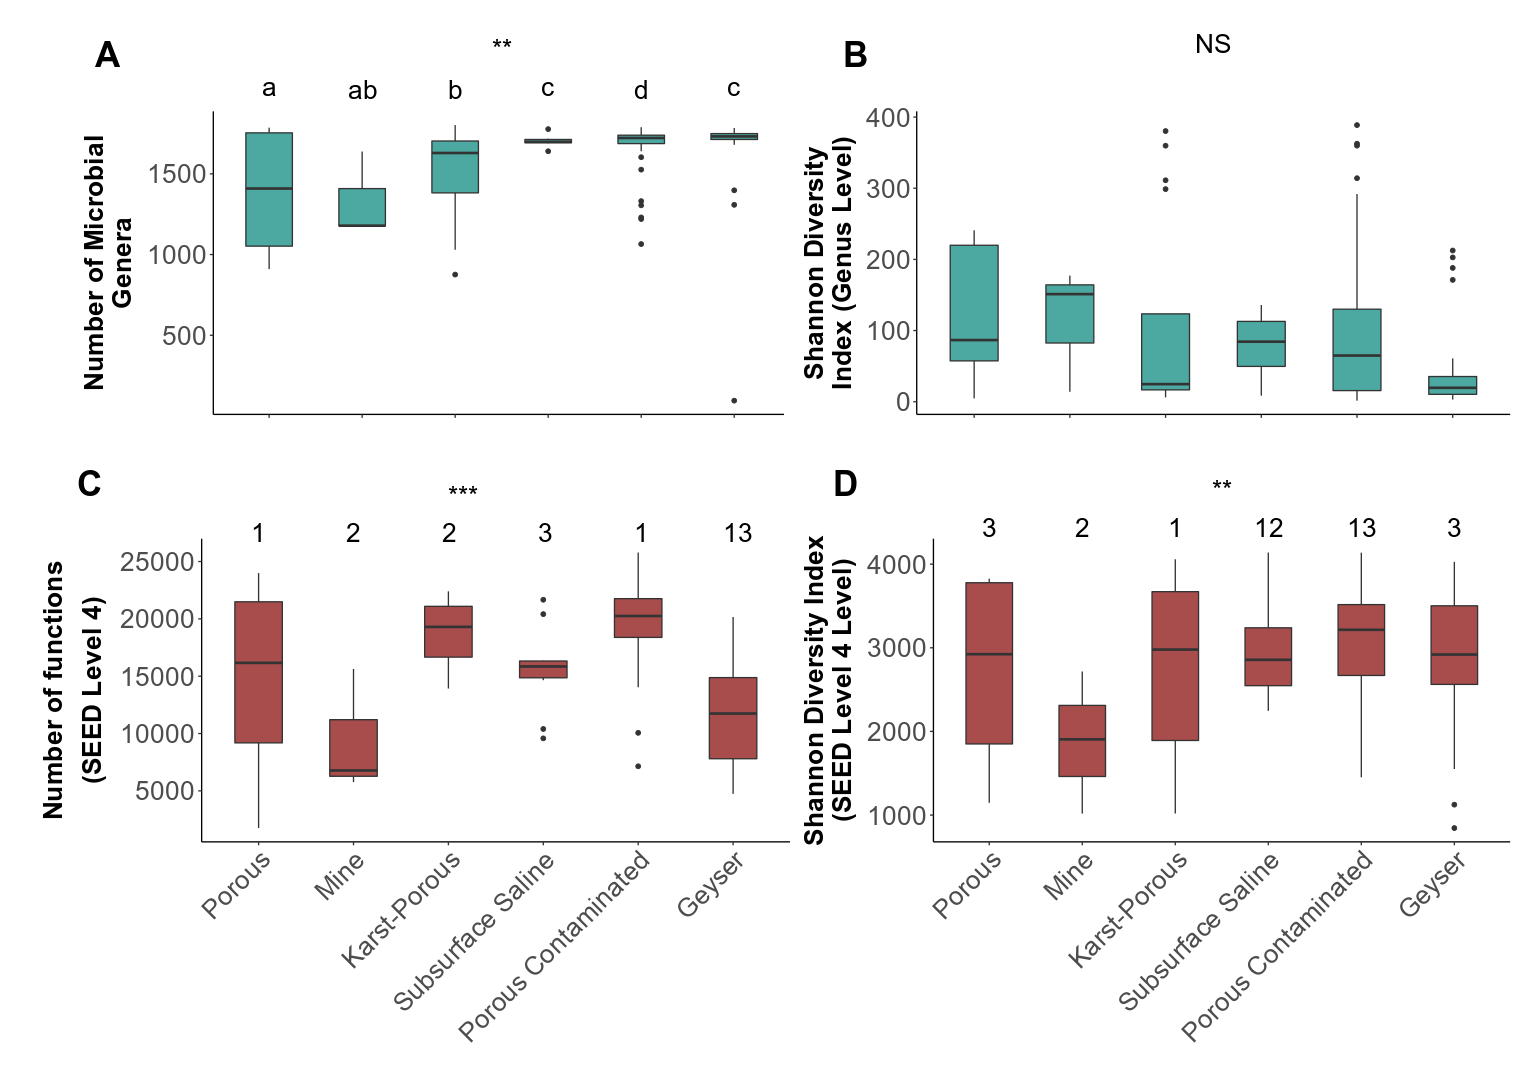 A
**
a ab b c d c
Number of Microbial
Genera
1500
1000
500
B
NS
Shannon Diversity
Index (Genus Level)
400
300
200
100
0
C
***
1 2 2 3 1 13
Number of functions
(SEED Level 4)
25000
20000
15000
10000
5000
Porous
Mine
Karst-Porous
Subsurface Saline
Porous Contaminated
Geyser
D
**
3 2 1 12 13 3
Shannon Diversity Index
(SEED Level 4 Level)
4000
3000
2000
1000
Porous
Mine
Karst-Porous
Subsurface Saline
Porous Contaminated
Geyser